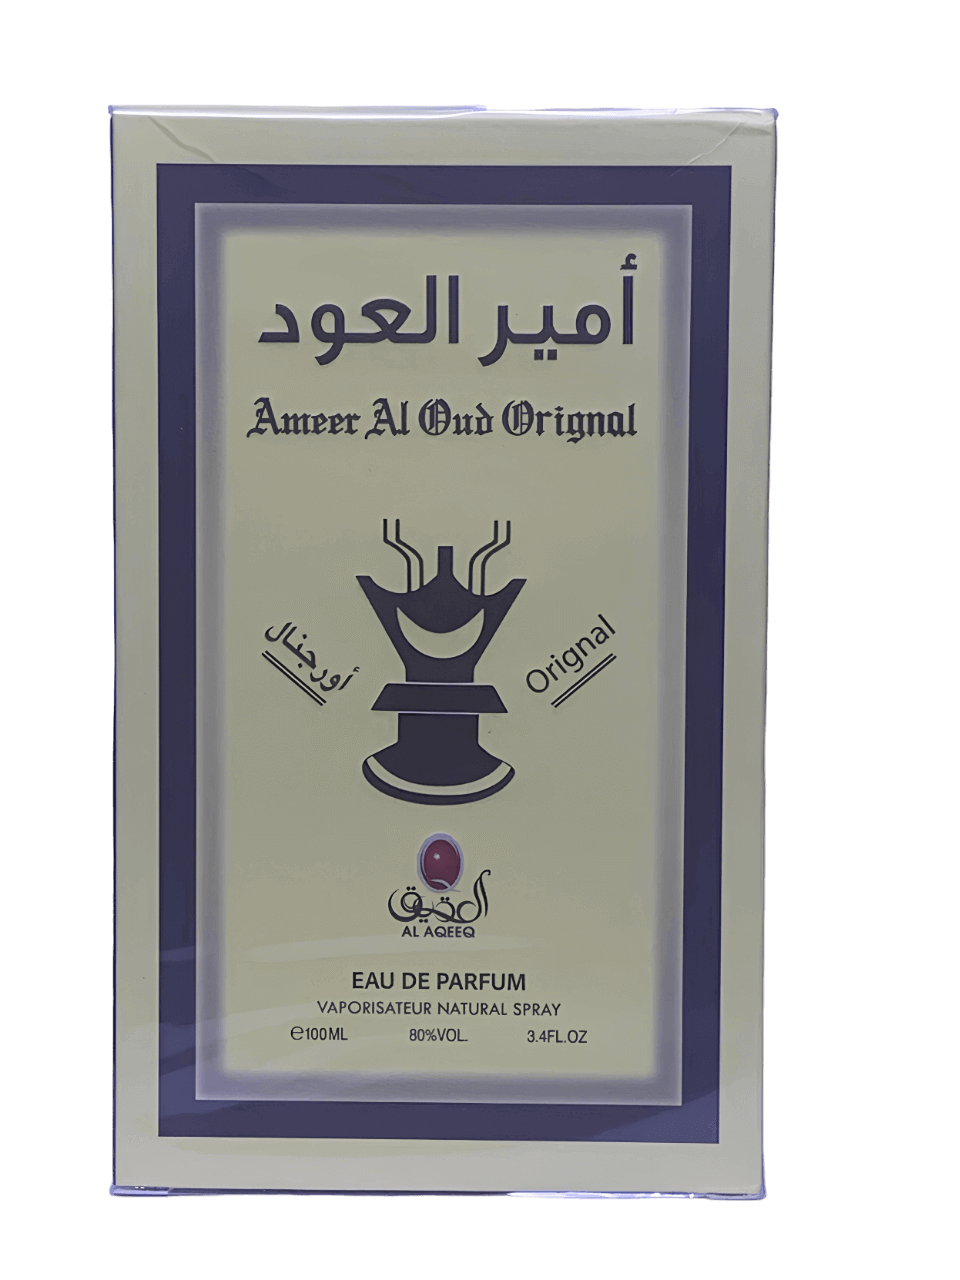 أمير العود
Ameer Al Oud Orignal
أورجنال
Orignal
العقيق
AL AQEEQ
EAU DE PARFUM
VAPORISATEUR NATURAL SPRAY
℮100ML 80%VOL. 3.4FL.OZ